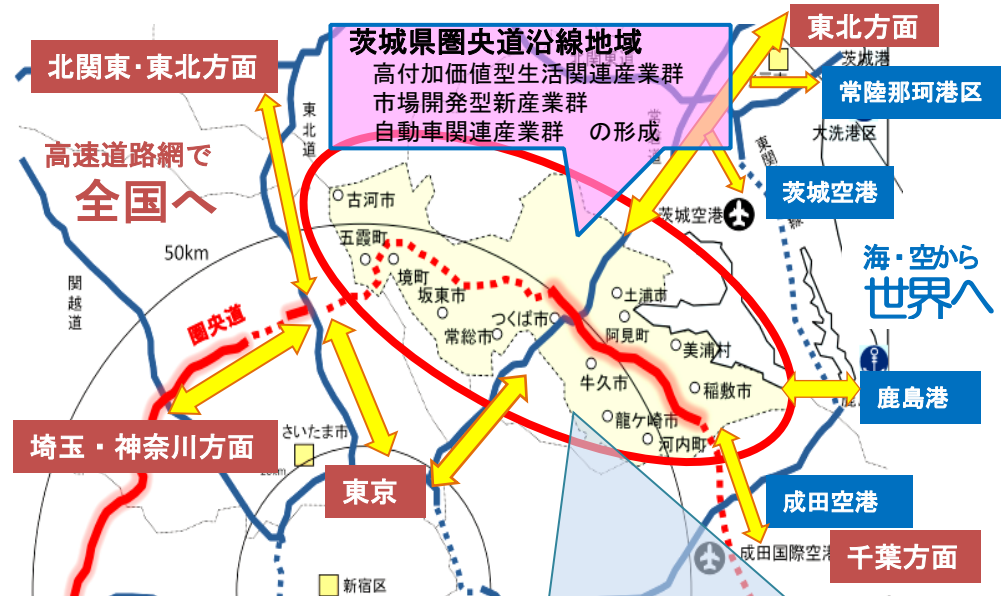 茨城県圏央道沿線地域
高付加価値型生活関連産業群
市場開発型新産業群
自動車関連産業群 の形成
東北方面
北関東・東北方面
茨城港
常陸那珂港区
大洗港区
東北道
常
道
東関
線
高速道路網で
全国へ
茨城空港
茨城空港
古河市
50km
五霞町
境町
坂東市
常総市
つくば市
土浦市
阿見町
美浦村
牛久市
稲敷市
龍ケ崎市
河内町
関越道
圏央道
海・空から
世界へ
鹿島港
埼玉・神奈川方面
さいたま市
東京
成田空港
成田国際空港
千葉方面
新宿区